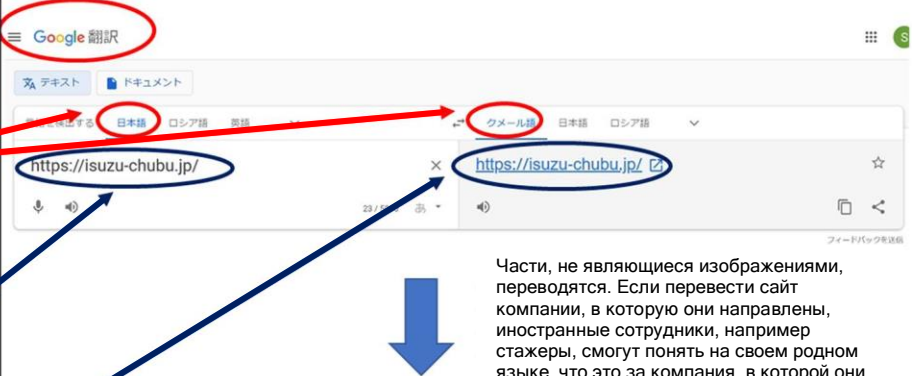 Google 翻訳
テキスト ドキュメント
日本語 ロシア語 英語
クメール語 日本語 ロシア語
https://isuzu-chubu.jp/
https://isuzu-chubu.jp/
あ
フィードバックを送信
Части, не являющиеся изображениями,
переводятся. Если перевести сайт
компании, в которую они направлены,
иностранные сотрудники, например
стажеры, смогут понять на своем родном
языке, что это за компания, в которой они